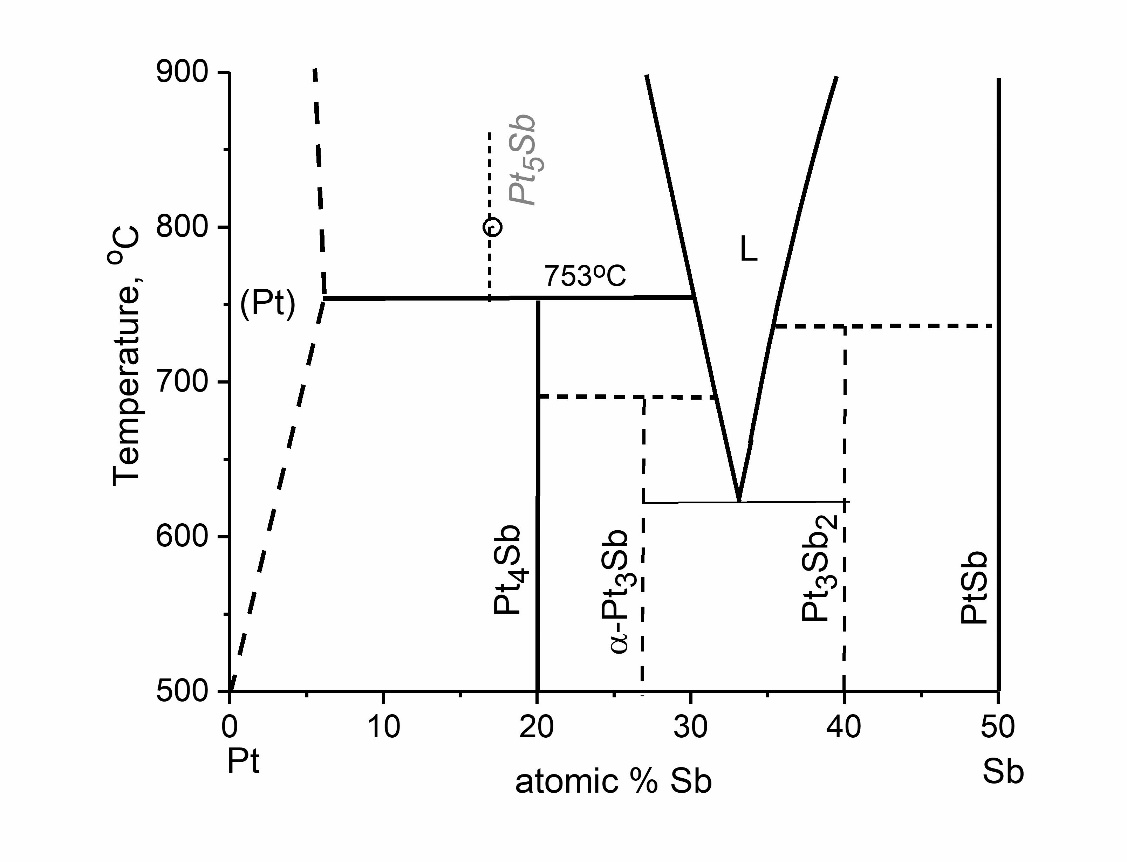 900
800
700
600
500
Temperature, °C
(Pt)
Pt₅Sb
753°C
L
Pt₄Sb
α-Pt₃Sb
Pt₃Sb₂
PtSb
0 10 20 30 40 50
Pt
Sb
atomic % Sb